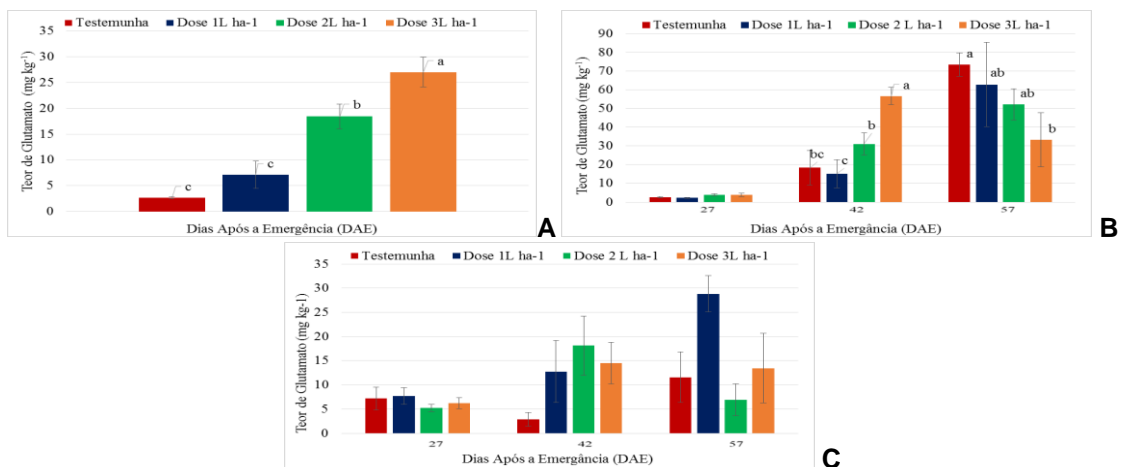 Testemunha Dose 1L ha-1 Dose 2L ha-1 Dose 3L ha-1
Teor de Glutamato (mg kg-1)
35
30
25
20
15
10
5
0
c
c
b
a
Dias Após a Emergência (DAE)
A
Testemunha Dose 1L ha-1 Dose 2 L ha-1 Dose 3L ha-1
Teor de Glutamato (mg kg-1)
90
80
70
60
50
40
30
20
10
0
bc
c
b
a
a
ab
ab
b
27 42 57
Dias Após a Emergância (DAE)
B
Testemunha Dose 1L ha-1 Dose 2 L ha-1 Dose 3L ha-1
Teor de Glutamato (mg kg-1)
35
30
25
20
15
10
5
0
27 42 57
Dias Após a Emergência (DAE)
C